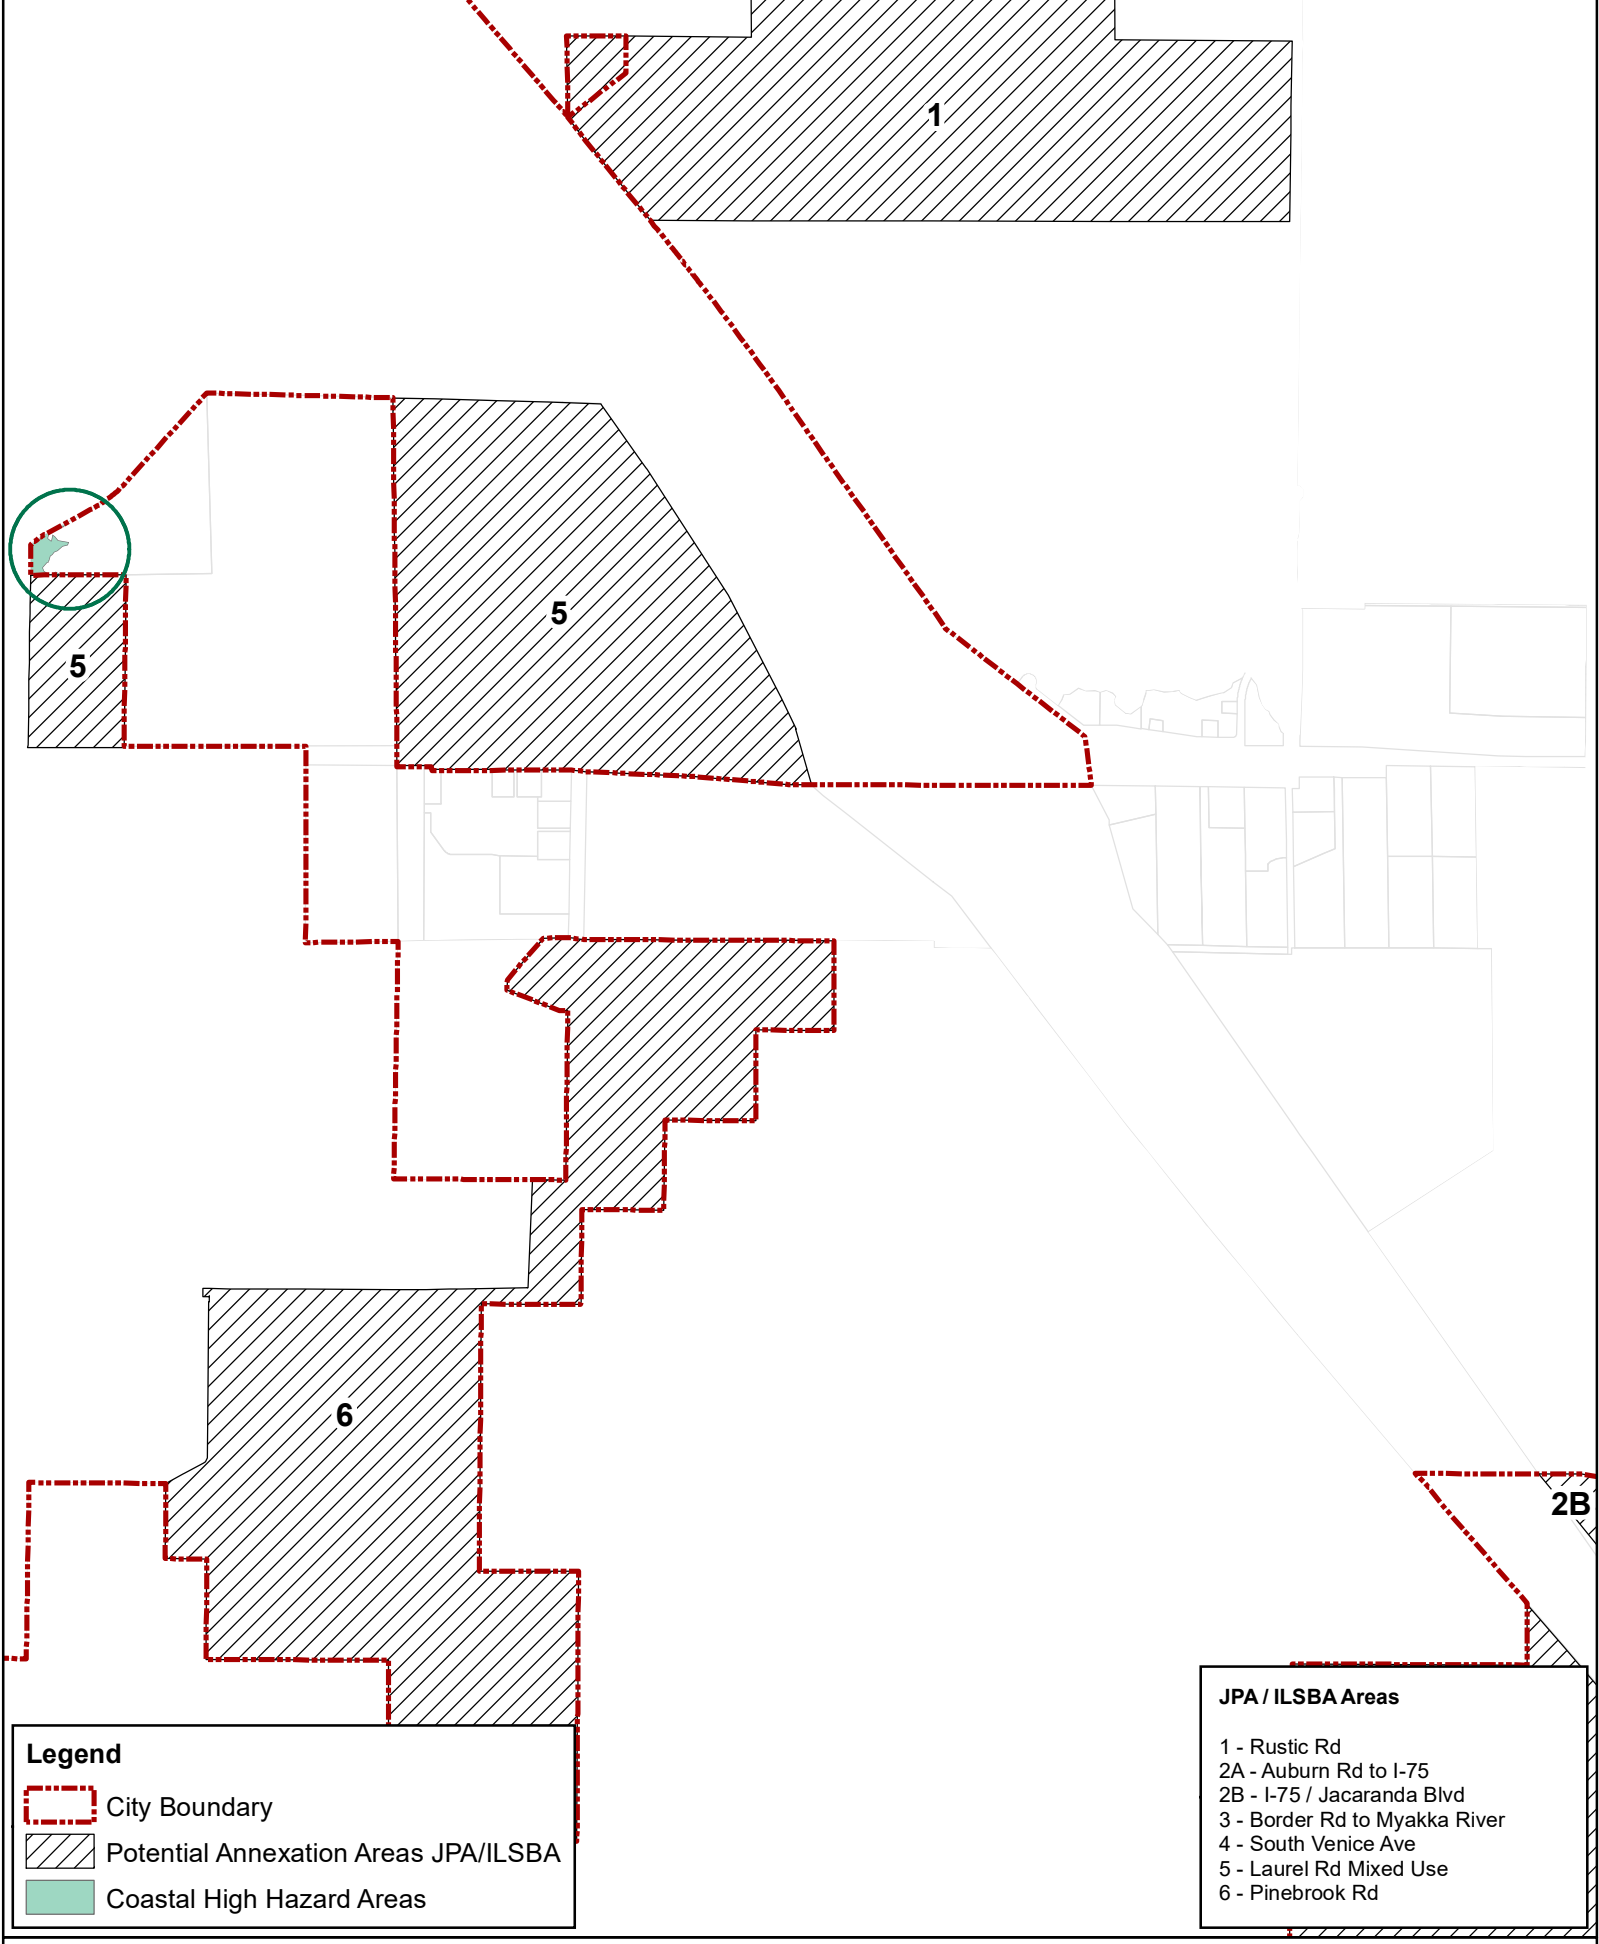 1
5
5
6
2B
Legend
City Boundary
Potential Annexation Areas JPA/ILSBA
Coastal High Hazard Areas
JPA / ILSBA Areas
1 - Rustic Rd
2A - Auburn Rd to I-75
2B - I-75 / Jacaranda Blvd
3 - Border Rd to Myakka River
4 - South Venice Ave
5 - Laurel Rd Mixed Use
6 - Pinebrook Rd